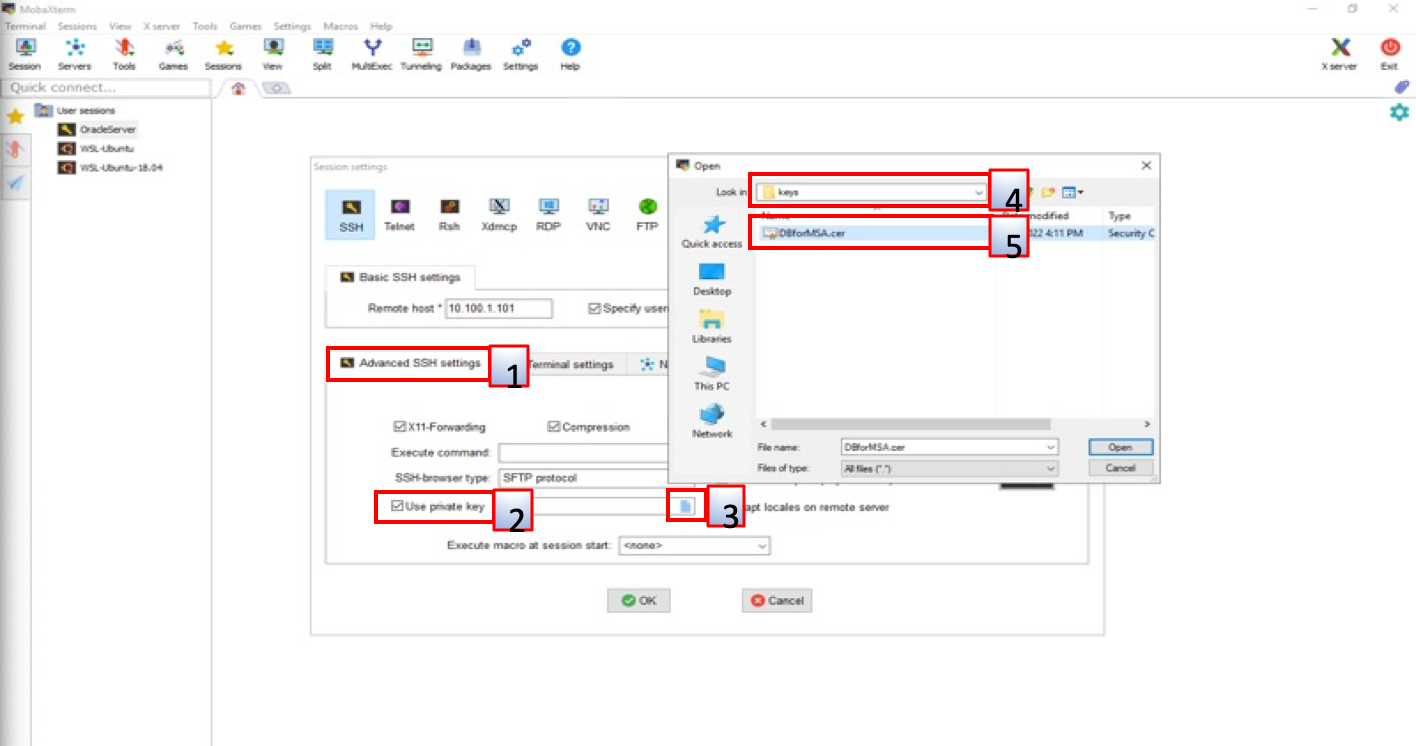 MobaXterm
Terminal Sessions View X server Tools Games Settings Macros Help
Session Servers Tools Games Sessions View Split MultiExec Tunneling Packages Settings Help X server Exit
Quick connect...
User sessions
OracleServer
WSL-Ubuntu
WSL-Ubuntu-18.04
Session settings
SSH Telnet Rsh Xdmcp RDP VNC FTP
Basic SSH settings
Remote host * 10.100.1.101 Specify usern
Advanced SSH settings 1 Terminal settings N
X11-Forwarding Compression
Execute command:
SSH-browser type: SFTP protocol
Use private key 2 3 apt locales on remote server
Execute macro at session start: <none>
OK Cancel
Open
Look in keys 4
Name modified Type
DBforMSA.cer 5 022 4:11 PM Security C
Quick access
Desktop
Libraries
This PC
Network
File name: DBforMSA.cer Open
Files of type: All files (*.*) Cancel